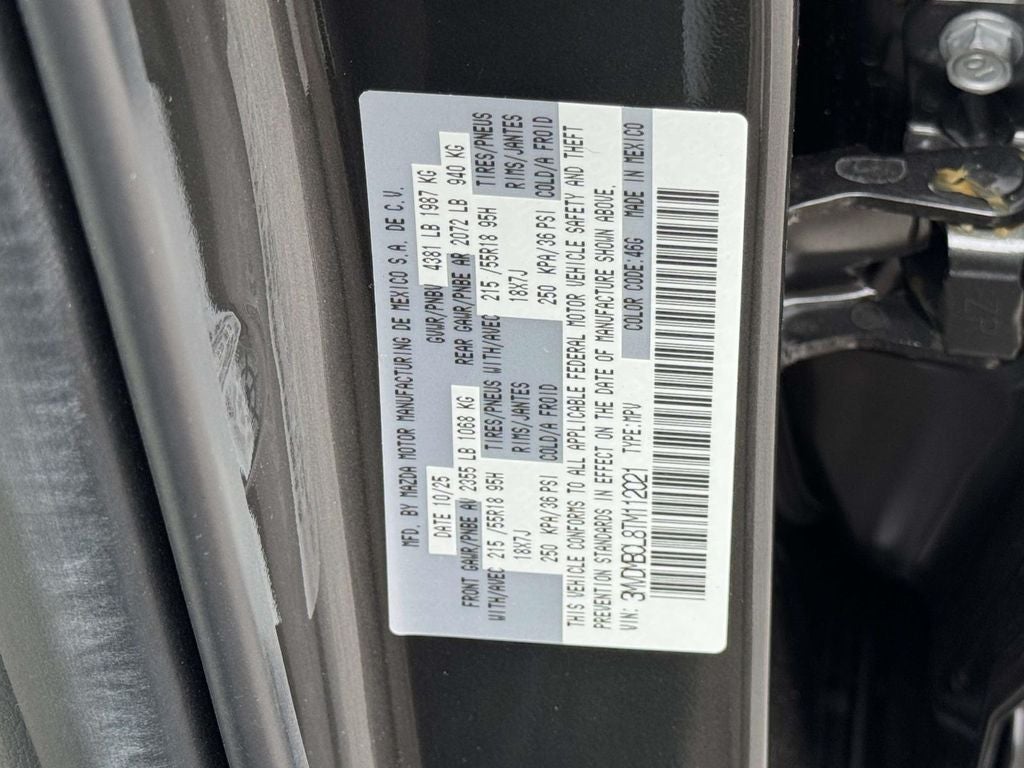 MFD. BY MAZDA MOTOR MANUFACTURING DE MEXICO S.A. DE C.V.
DATE 10/25 GAWR/PNBV 4381 LB 1987 KG
FRONT GAWR/PNBE AV 2355 LB 1068 KG REAR GAWR/PNBE AR 2072 LB 940 KG
WITH/AVEC 215/55R18 95H TIRES/PNEUS WITH/AVEC 215/55R18 95H TIRES/PNEUS
18X7J RIMS/JANTES 18X7J RIMS/JANTES
250 KPA/36 PSI COLD/A FROID 250 KPA/36 PSI COLD/A FROID
THIS VEHICLE CONFORMS TO ALL APPLICABLE FEDERAL MOTOR VEHICLE SAFETY AND THEFT
PREVENTION STANDARDS IN EFFECT ON THE DATE OF MANUFACTURE SHOWN ABOVE.
VIN: TYPE:MPV COLOR CODE:46G MADE IN MEXICO